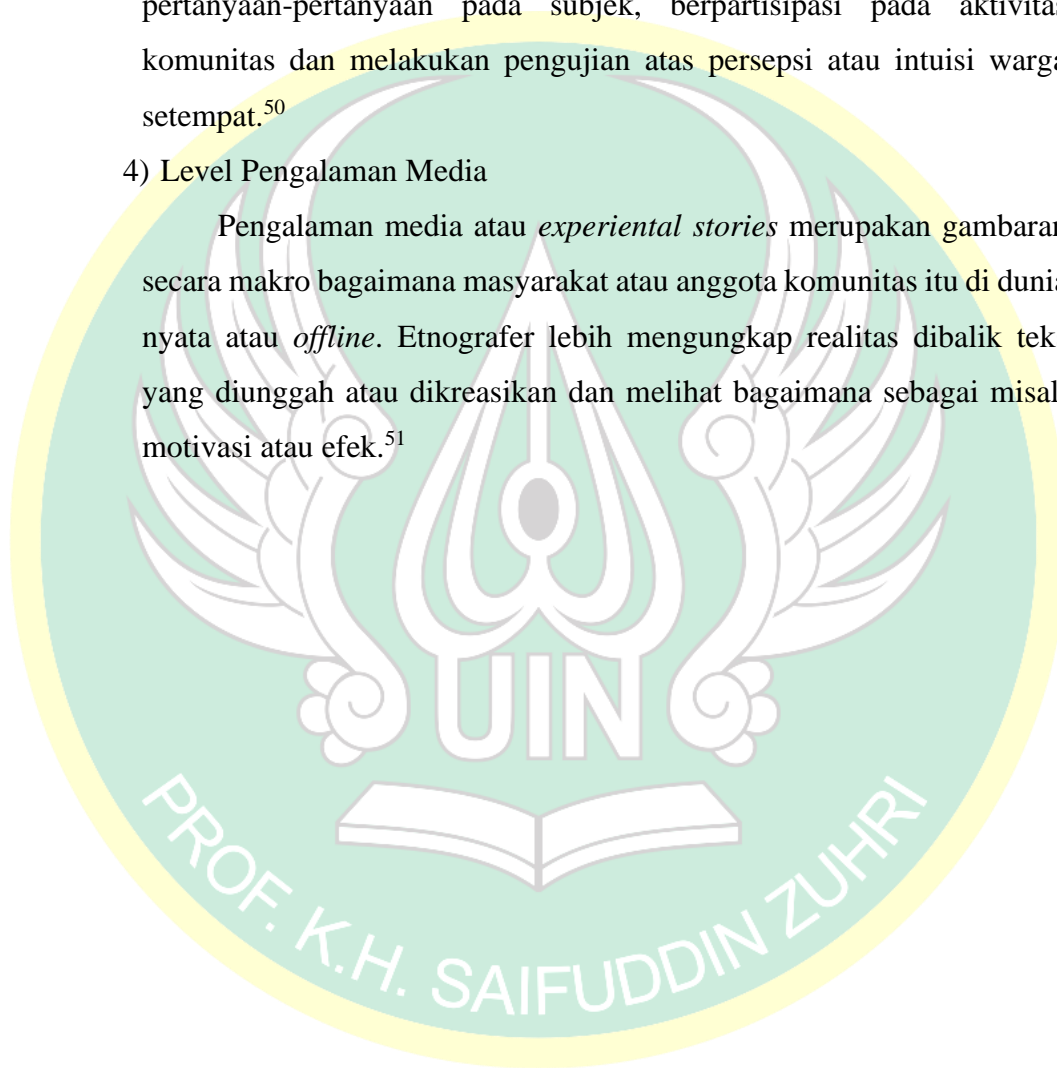 pertanyaan-pertanyaan pada subjek, berpartisipasi pada aktivitas
komunitas dan melakukan pengujian atas persepsi atau intuisi warga
setempat.50
4) Level Pengalaman Media
Pengalaman media atau experiental stories merupakan gambaran
secara makro bagaimana masyarakat atau anggota komunitas itu di dunia
nyata atau offline. Etnografer lebih mengungkap realitas dibalik teks
yang diunggah atau dikreasikan dan melihat bagaimana sebagai misal,
motivasi atau efek.51
UIN
PROF. K.H. SAIFUDDIN ZUHRI